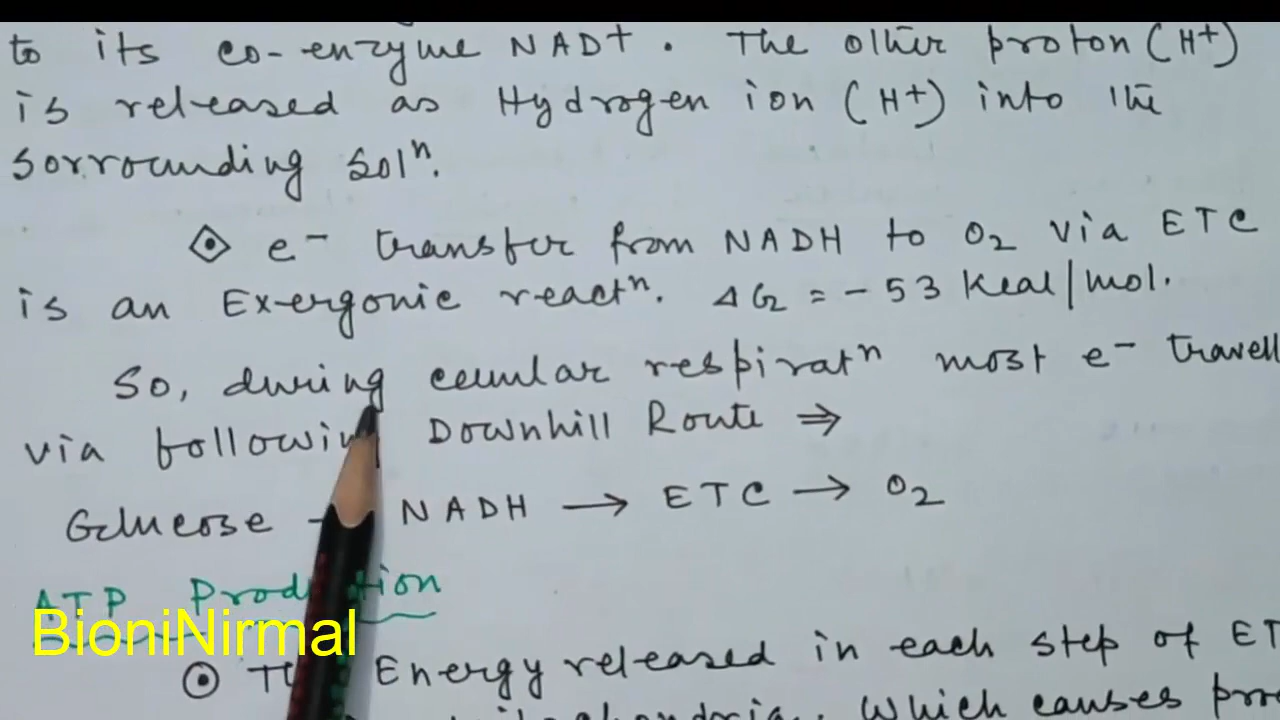 to its co-enzyme NAD+. The other proton (H+)
is released as Hydrogen ion (H+) into the
Sorrounding Solⁿ.
e⁻ transfer from NADH to O₂ via ETC
is an Exergonic reactⁿ. ΔG = -53 Kcal/mol.
So, during cellular respiratⁿ most e⁻ travell
via following Downhill Route ⇒
Glucose → NADH → ETC → O₂
ATP Production
BioniNirmal
Energy released in each step of ET
which causes pro